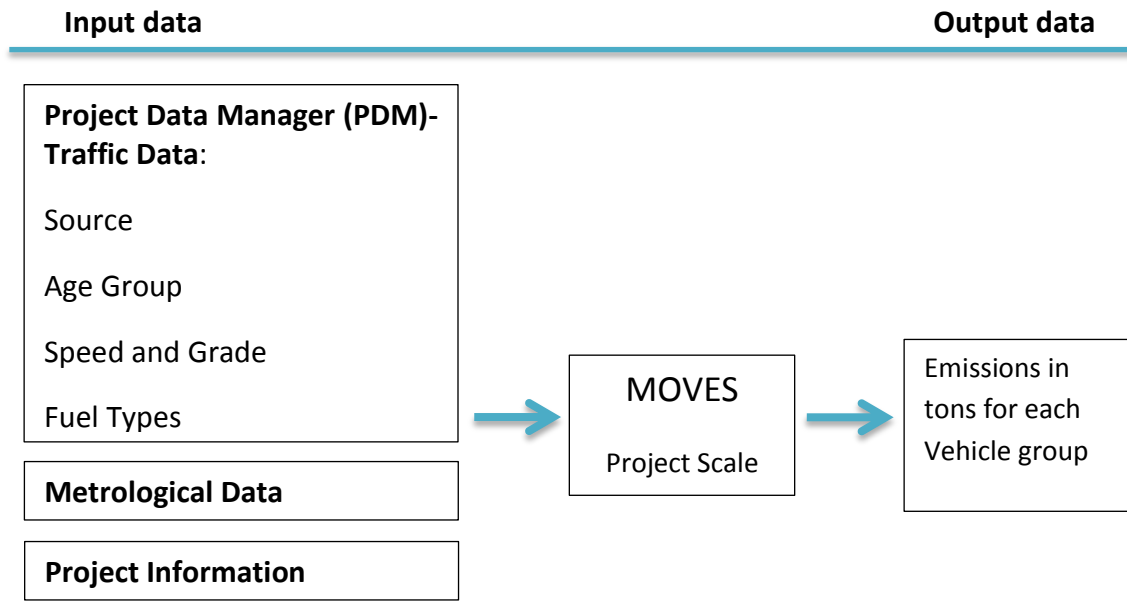 Input data
Output data
Project Data Manager (PDM)-
Traffic Data:
Source
Age Group
Speed and Grade
Fuel Types
Metrological Data
Project Information
MOVES
Project Scale
Emissions in
tons for each
Vehicle group